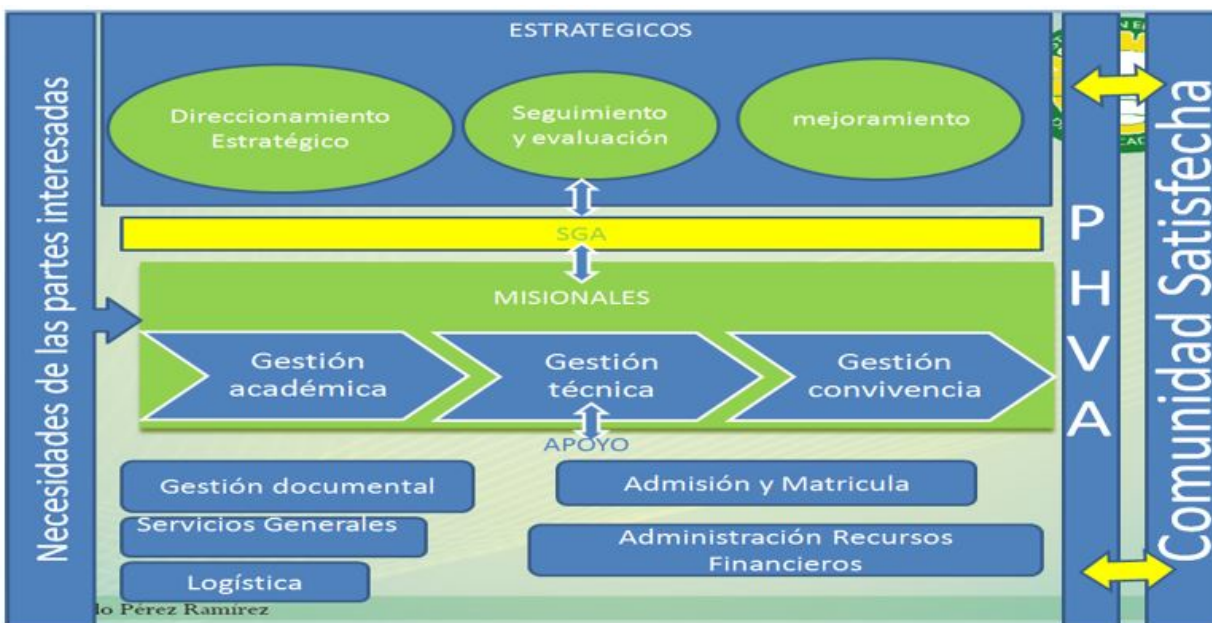 Necesidades de las partes interesadas
ESTRATEGICOS
Direccionamiento
Estratégico
Seguimiento
y evaluación
mejoramiento
SGA
MISIONALES
Gestión
académica
Gestión
técnica
Gestión
convivencia
APOYO
Gestión documental
Admisión y Matricula
Servicios Generales
Administración Recursos
Financieros
Logística
P
H
V
A
Comunidad Satisfecha
Pérez Ramírez